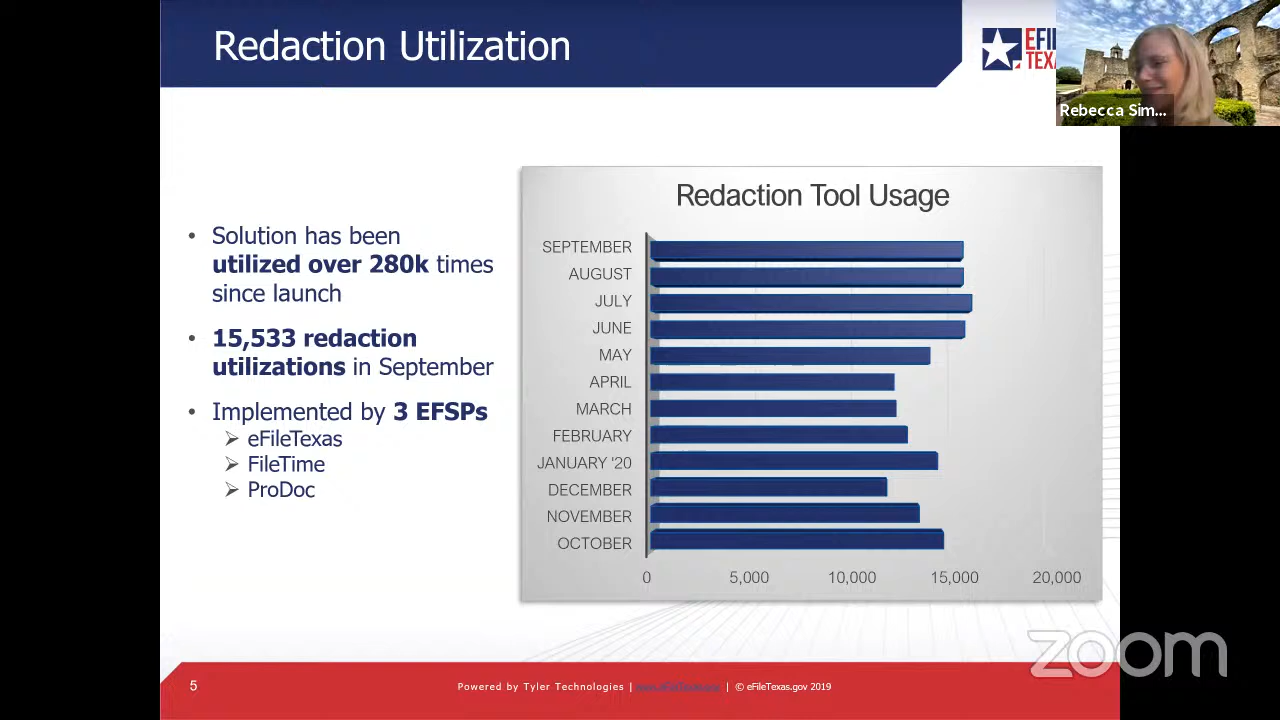 Redaction Utilization
EFI
TEXA
Rebecca Sim...
• Solution has been
utilized over 280k times
since launch
• 15,533 redaction
utilizations in September
• Implemented by 3 EFSPs
➢ eFileTexas
➢ FileTime
➢ ProDoc
Redaction Tool Usage
SEPTEMBER
AUGUST
JULY
JUNE
MAY
APRIL
MARCH
FEBRUARY
JANUARY '20
DECEMBER
NOVEMBER
OCTOBER
0 5,000 10,000 15,000 20,000
zoom
5 Powered by Tyler Technologies | | © eFileTexas.gov 2019